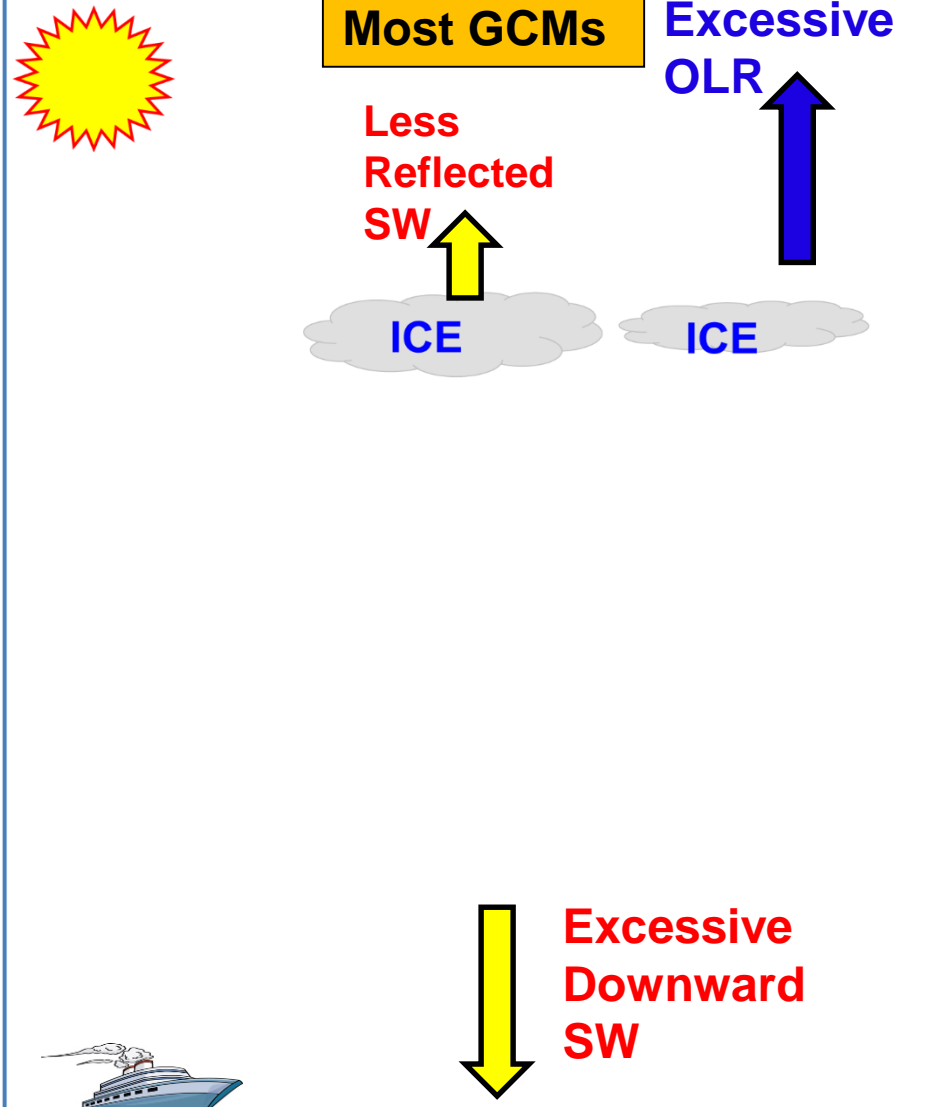 Most GCMs
Excessive
OLR
Less
Reflected
SW
ICE
ICE
Excessive
Downward
SW